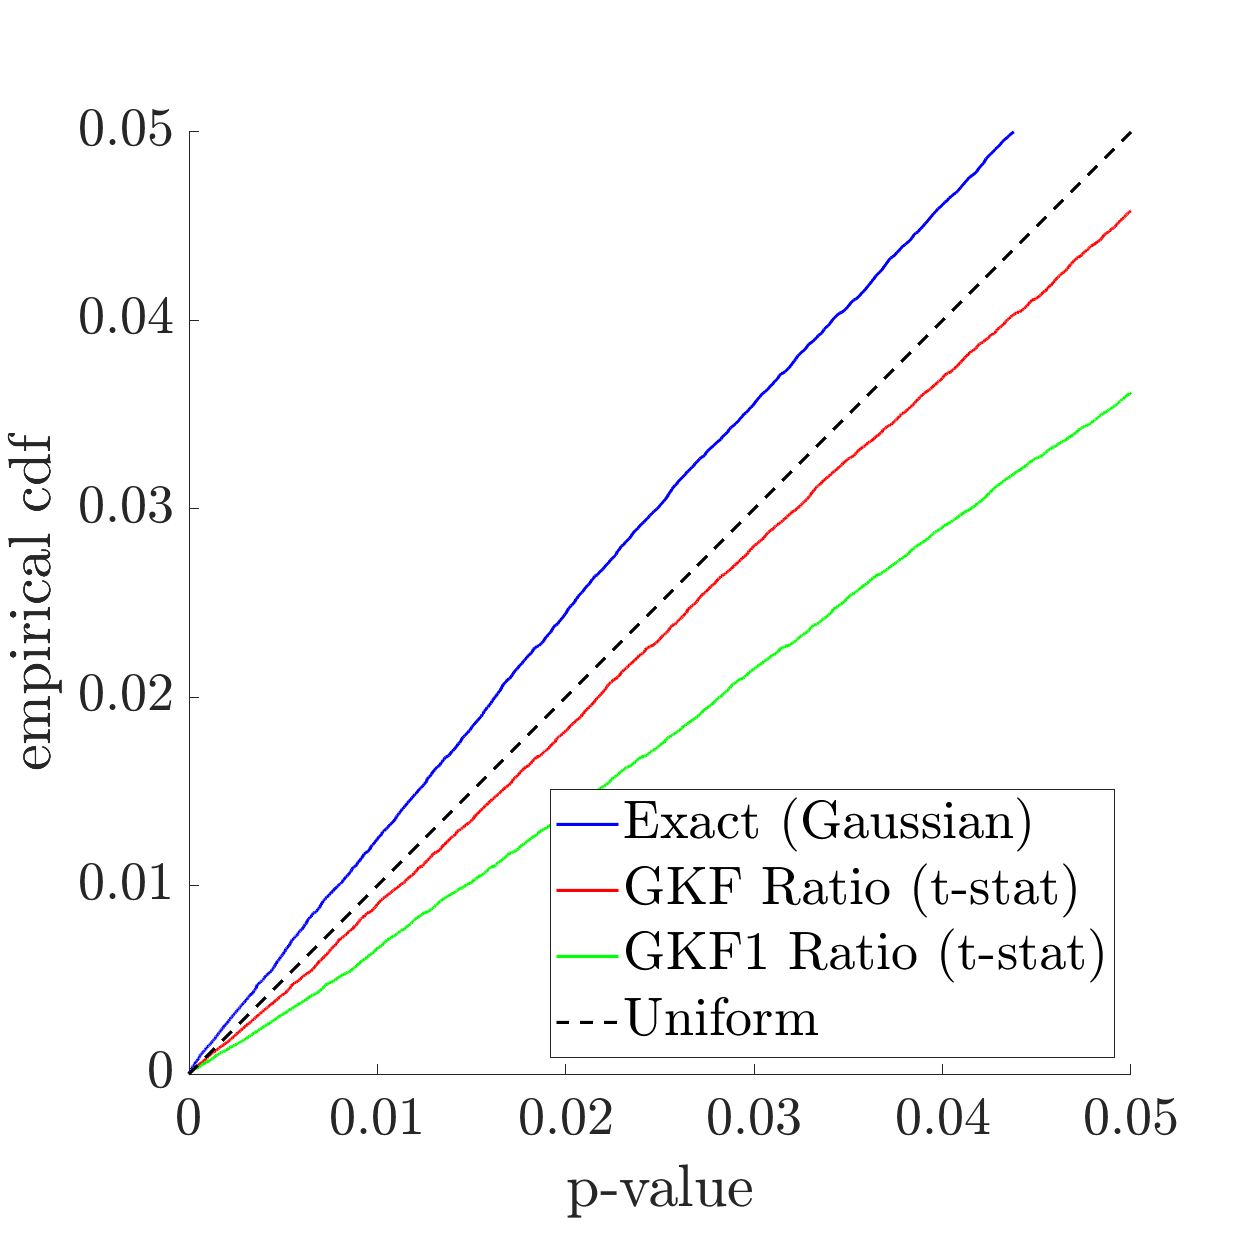 0.05
0.04
0.03
0.02
0.01
0
empirical cdf
Exact (Gaussian)
GKF Ratio (t-stat)
GKF1 Ratio (t-stat)
Uniform
0 0.01 0.02 0.03 0.04 0.05
p-value